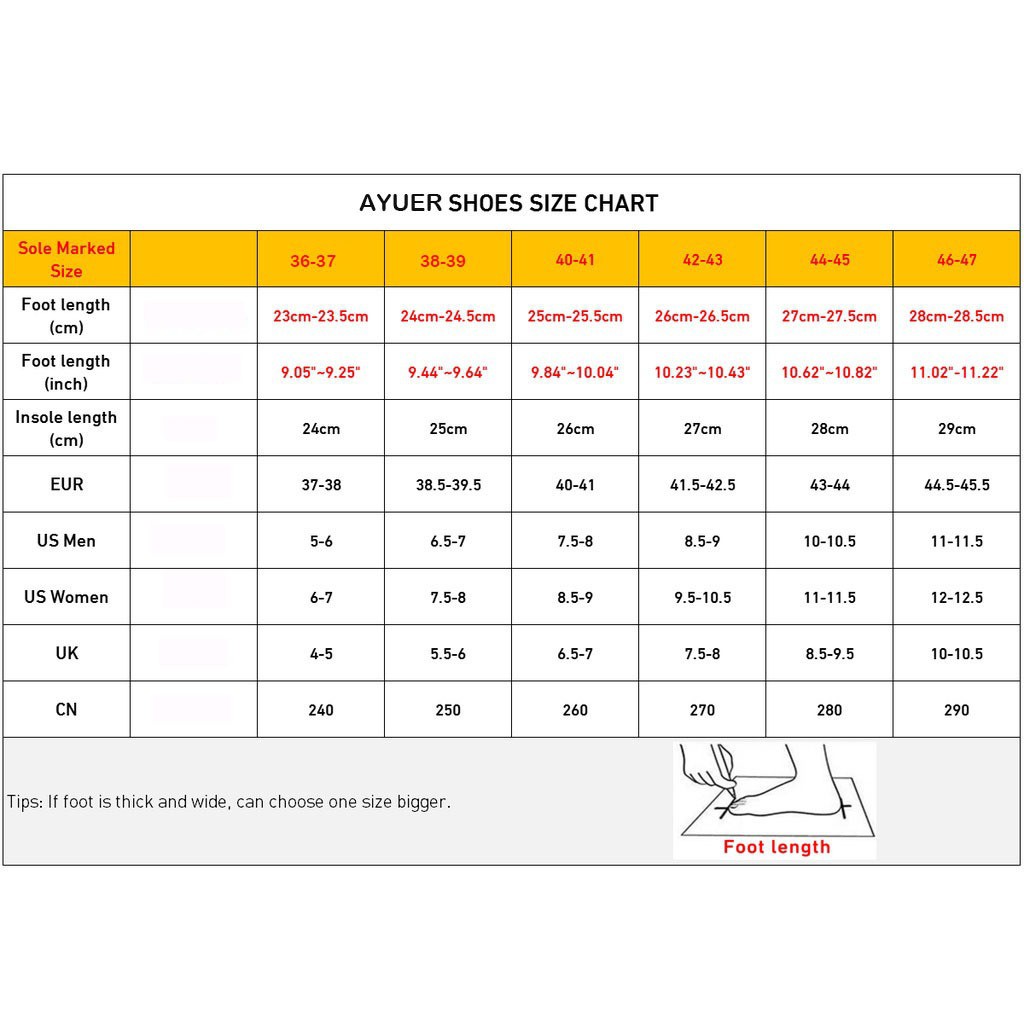 AYUER SHOES SIZE CHART
Sole Marked
Size
36-37
38-39
40-41
42-43
44-45
46-47
Foot length
(cm)
23cm-23.5cm
24cm-24.5cm
25cm-25.5cm
26cm-26.5cm
27cm-27.5cm
28cm-28.5cm
Foot length
(inch)
9.05"~9.25"
9.44"~9.64"
9.84"~10.04"
10.23"~10.43"
10.62"~10.82"
11.02"-11.22"
Insole length
(cm)
24cm
25cm
26cm
27cm
28cm
29cm
EUR
37-38
38.5-39.5
40-41
41.5-42.5
43-44
44.5-45.5
US Men
5-6
6.5-7
7.5-8
8.5-9
10-10.5
11-11.5
US Women
6-7
7.5-8
8.5-9
9.5-10.5
11-11.5
12-12.5
UK
4-5
5.5-6
6.5-7
7.5-8
8.5-9.5
10-10.5
CN
240
250
260
270
280
290
Tips: If foot is thick and wide, can choose one size bigger.
Foot length